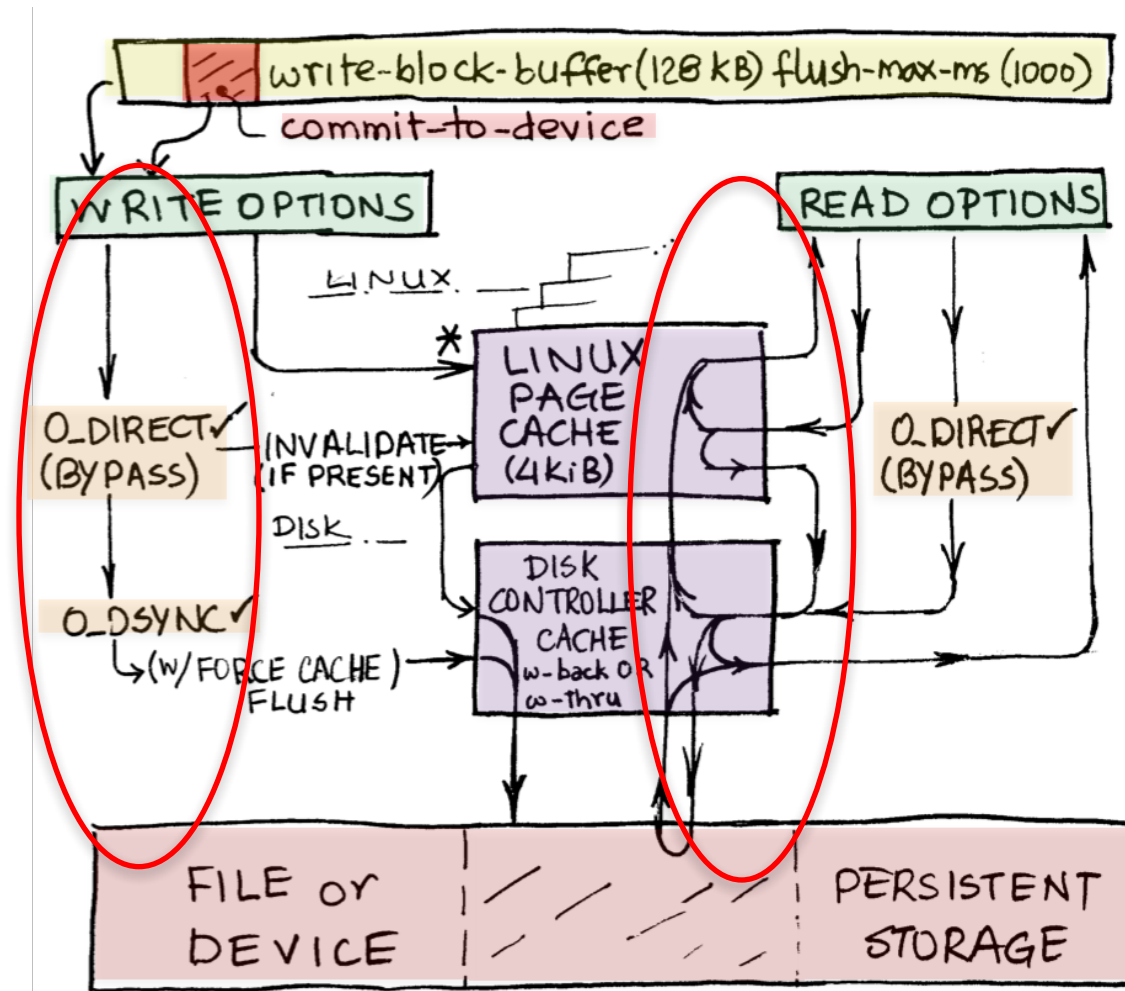 write-block-buffer(128 kB) flush-max-ms (1000)
commit-to-device
WRITE OPTIONS
READ OPTIONS
LINUX
*
LINUX
PAGE
CACHE
(4KiB)
O_DIRECT✓
(BYPASS)
INVALIDATE
(IF PRESENT)
O_DIRECT✓
(BYPASS)
DISK
DISK
CONTROLLER
CACHE
w-back OR
w-thru
O_DSYNC✓
(W/FORCE CACHE)
FLUSH
FILE or
DEVICE
PERSISTENT
STORAGE